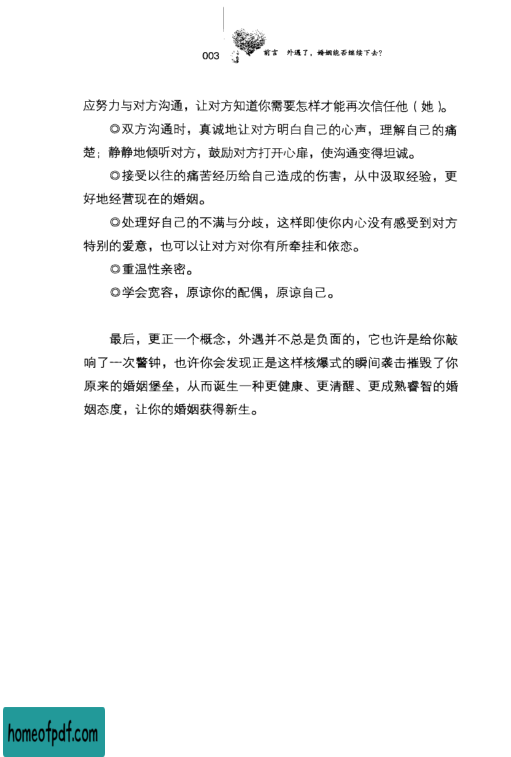 003 前言 外遇了，婚姻能否继续下去？
应努力与对方沟通，让对方知道你需要怎样才能再次信任他（她）。
◎双方沟通时，真诚地让对方明白自己的心声，理解自己的痛
楚；静静地倾听对方，鼓励对方打开心扉，使沟通变得坦诚。
◎接受以往的痛苦经历给自己造成的伤害，从中汲取经验，更
好地经营现在的婚姻。
◎处理好自己的不满与分歧，这样即使你内心没有感受到对方
特别的爱意，也可以让对方对你有所牵挂和依恋。
◎重温性亲密。
◎学会宽容，原谅你的配偶，原谅自己。
最后，更正一个概念，外遇并不总是负面的，它也许是给你敲
响了一次警钟，也许你会发现正是这样核爆式的瞬间袭击摧毁了你
原来的婚姻堡垒，从而诞生一种更健康、更清醒、更成熟睿智的婚
姻态度，让你的婚姻获得新生。
homeofpdf.com